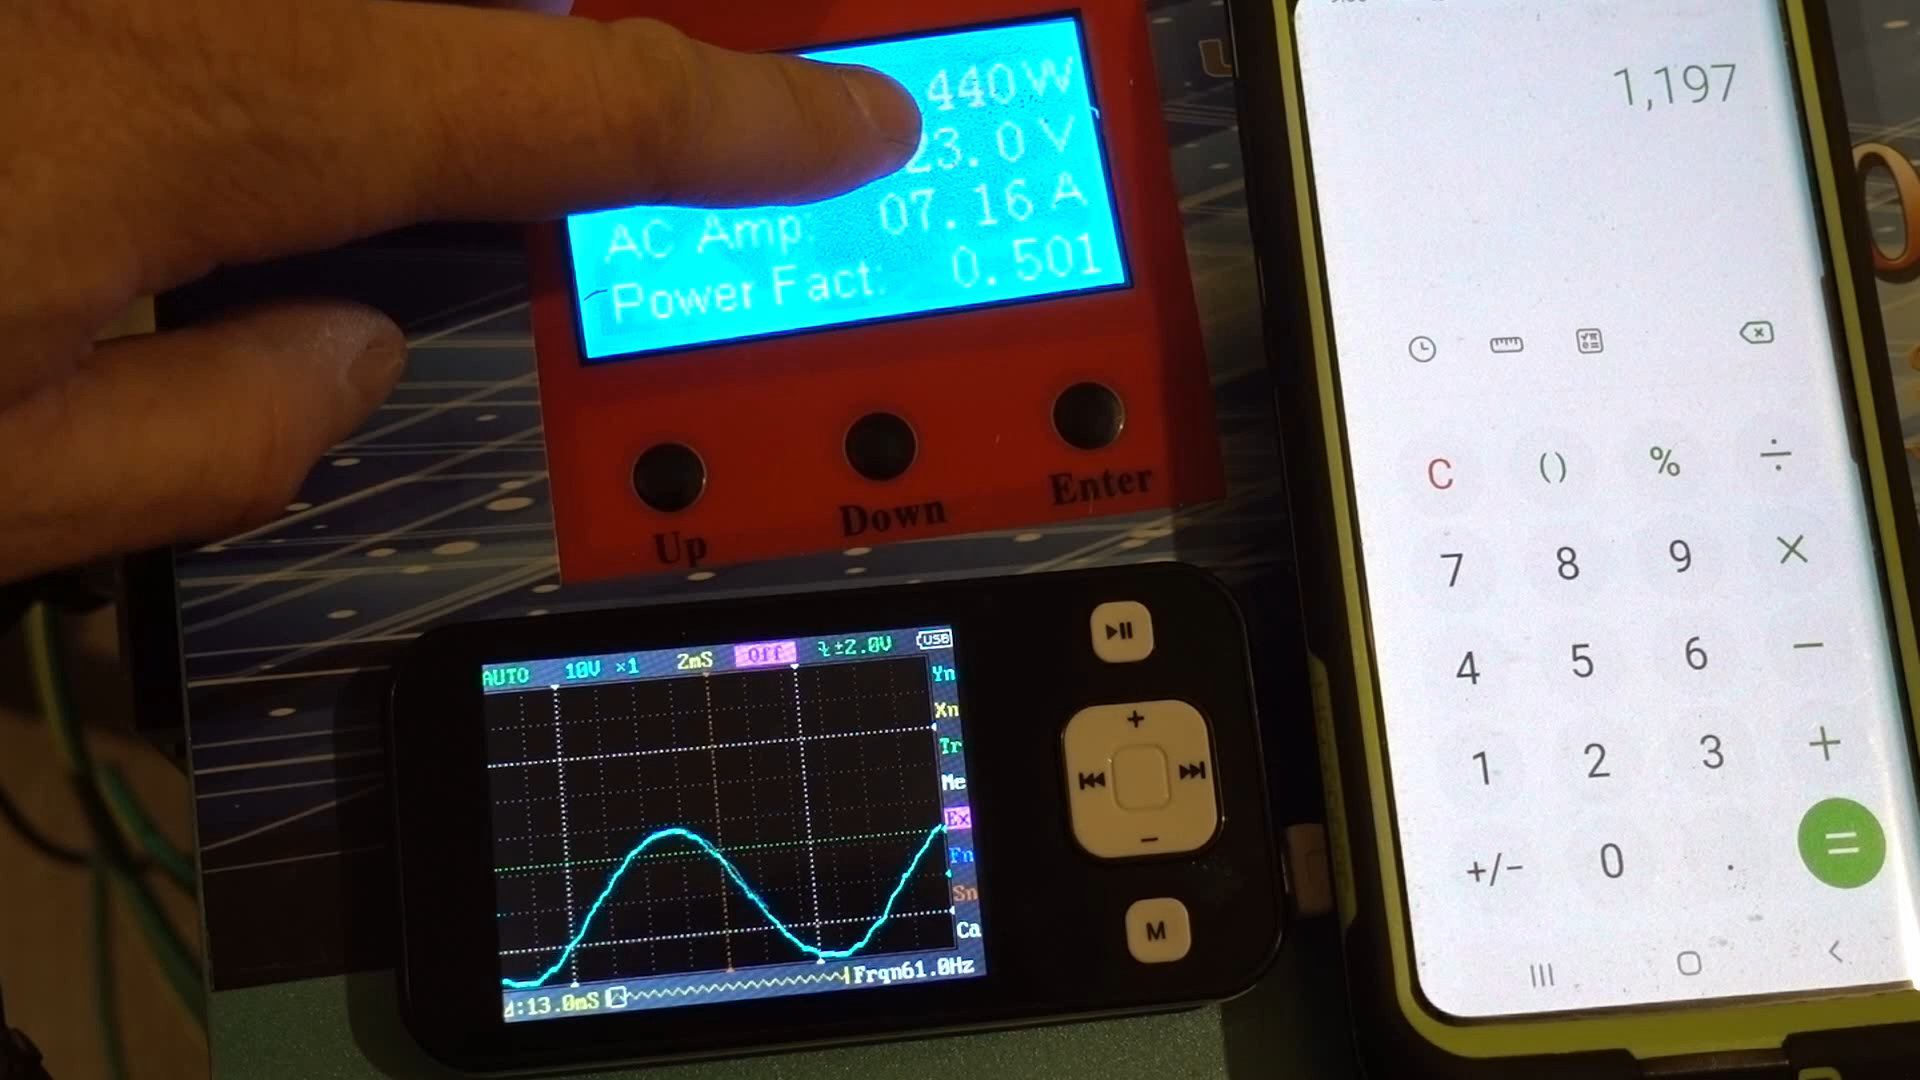 440 W
23.0 V
AC Amp: 07.16 A
Power Fact: 0.501
Up
Down
Enter
AUTO 10V ×1 2mS Off ±2.0V USB
Yn
Xn
Tr
Me
Ex
Fn
Sn
Ca
⊿:13.0mS Frqn61.0Hz
M
1,197
C () % ÷
7 8 9 ×
4 5 6 −
1 2 3 +
+/− 0 . =